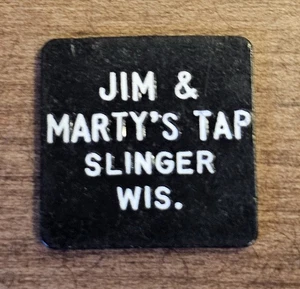 JIM &
MARTY'S TAP
SLINGER
WIS.